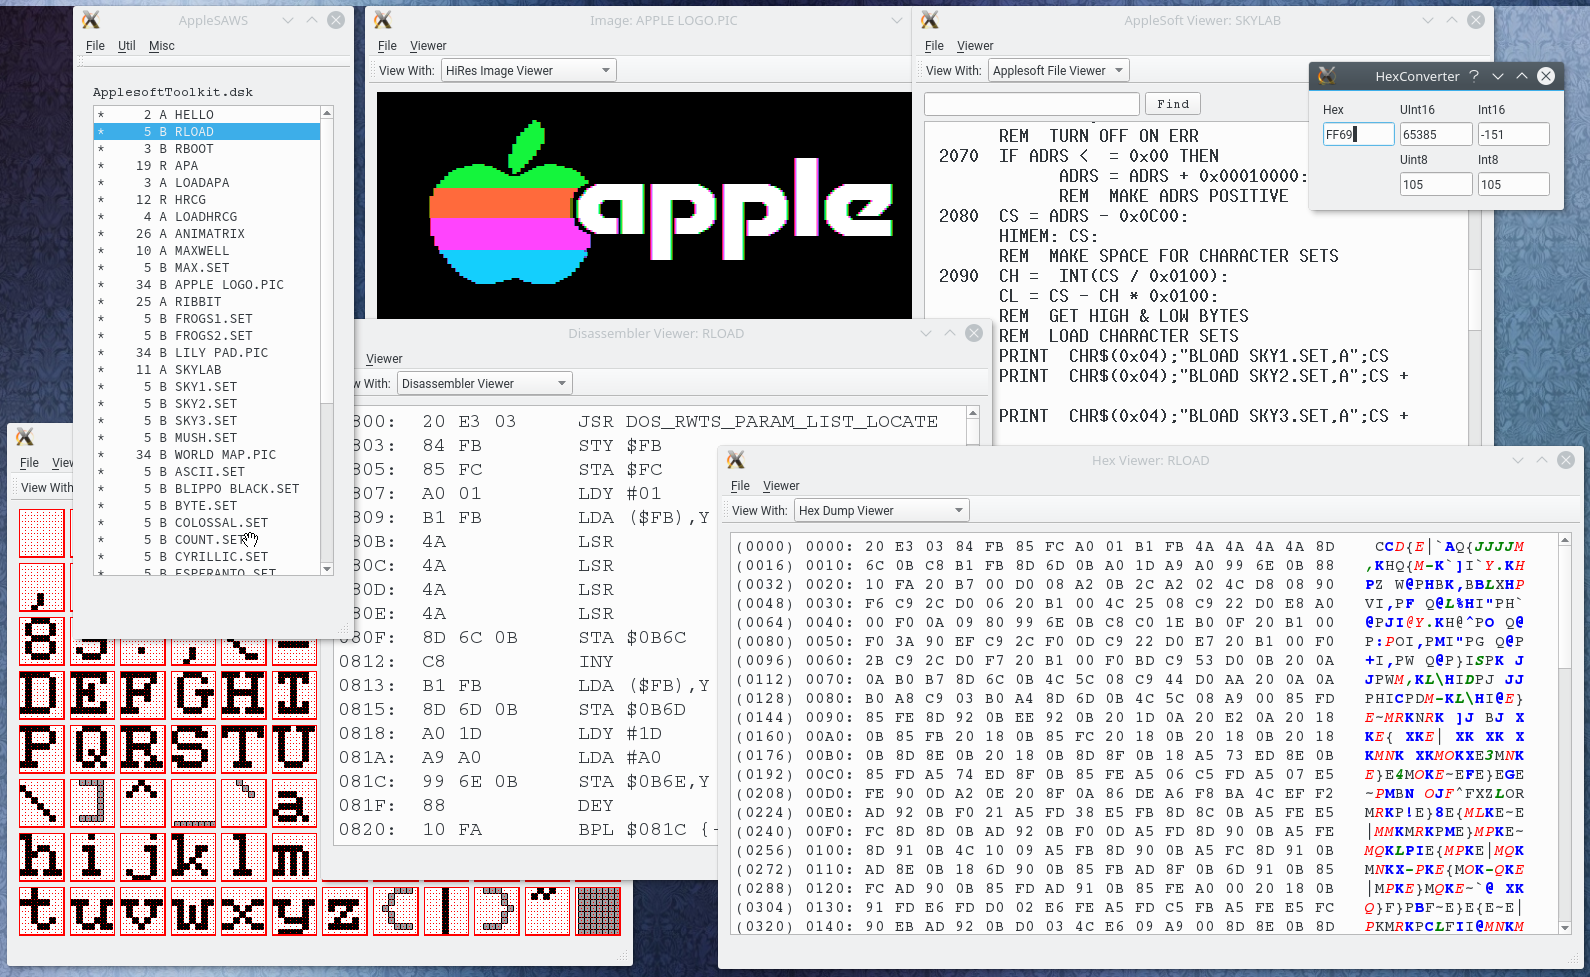 AppleSAWS
File Util Misc
ApplesoftToolkit.dsk
* 2 A HELLO
* 5 B RLOAD
* 3 B RBOOT
* 19 R APA
* 3 A LOADAPA
* 12 R HRCG
* 4 A LOADHRCG
* 26 A ANIMATRIX
* 10 A MAXWELL
* 5 B MAX.SET
* 34 B APPLE LOGO.PIC
* 25 A RIBBIT
* 5 B FROGS1.SET
* 5 B FROGS2.SET
* 34 B LILY PAD.PIC
* 11 A SKYLAB
* 5 B SKY1.SET
* 5 B SKY2.SET
* 5 B SKY3.SET
* 5 B MUSH.SET
* 34 B WORLD MAP.PIC
* 5 B ASCII.SET
* 5 B BLIPPO BLACK.SET
* 5 B BYTE.SET
* 5 B COLOSSAL.SET
* 5 B COUNT.SET
* 5 B CYRILLIC.SET
* 5 B ESPERANTO.SET
Image: APPLE LOGO.PIC
File Viewer
View With: HiRes Image Viewer
apple
AppleSoft Viewer: SKYLAB
File Viewer
View With: Applesoft File Viewer
Find
REM TURN OFF ON ERR
2070 IF ADRS < = 0x00 THEN
ADRS = ADRS + 0x00010000:
REM MAKE ADRS POSITIVE
2080 CS = ADRS - 0x0C00:
HIMEM: CS:
REM MAKE SPACE FOR CHARACTER SETS
2090 CH = INT(CS / 0x0100):
CL = CS - CH * 0x0100:
REM GET HIGH & LOW BYTES
REM LOAD CHARACTER SETS
PRINT CHR$(0x04);"BLOAD SKY1.SET,A";CS
PRINT CHR$(0x04);"BLOAD SKY2.SET,A";CS +
PRINT CHR$(0x04);"BLOAD SKY3.SET,A";CS +
HexConverter
Hex UInt16 Int16
FF69 65385 -151
Uint8 Int8
105 105
Disassembler Viewer: RLOAD
Viewer
w With: Disassembler Viewer
800: 20 E3 03 JSR DOS_RWTS_PARAM_LIST_LOCATE
803: 84 FB STY $FB
805: 85 FC STA $FC
807: A0 01 LDY #01
809: B1 FB LDA ($FB),Y
80B: 4A LSR
80C: 4A LSR
80D: 4A LSR
80E: 4A LSR
080F: 8D 6C 0B STA $0B6C
0812: C8 INY
0813: B1 FB LDA ($FB),Y
0815: 8D 6D 0B STA $0B6D
0818: A0 1D LDY #1D
081A: A9 A0 LDA #A0
081C: 99 6E 0B STA $0B6E,Y
081F: 88 DEY
0820: 10 FA BPL $081C {-
Hex Viewer: RLOAD
File Viewer
View With: Hex Dump Viewer
(0000) 0000: 20 E3 03 84 FB 85 FC A0 01 B1 FB 4A 4A 4A 4A 8D CCD{E|`AQ{JJJJM
(0016) 0010: 6C 0B C8 B1 FB 8D 6D 0B A0 1D A9 A0 99 6E 0B 88 ,KHQ{M-K`]I`Y.KH
(0032) 0020: 10 FA 20 B7 00 D0 08 A2 0B 2C A2 02 4C D8 08 90 PZ W@PHBK,BBLXHP
(0048) 0030: F6 C9 2C D0 06 20 B1 00 4C 25 08 C9 22 D0 E8 A0 VI,PF Q@L%HI"PH`
(0064) 0040: 00 F0 0A 09 80 99 6E 0B C8 C0 1E B0 0F 20 B1 00 @PJI@Y.KH@^PO Q@
(0080) 0050: F0 3A 90 EF C9 2C F0 0D C9 22 D0 E7 20 B1 00 F0 P:POI,PMI"PG Q@P
(0096) 0060: 2B C9 2C D0 F7 20 B1 00 F0 BD C9 53 D0 0B 20 0A +I,PW Q@P}ISPK J
(0112) 0070: 0A B0 B7 8D 6C 0B 4C 5C 08 C9 44 D0 AA 20 0A 0A JPWM,KL\HIDPJ JJ
(0128) 0080: B0 A8 C9 03 B0 A4 8D 6D 0B 4C 5C 08 A9 00 85 FD PHICPDM-KL\HI@E}
(0144) 0090: 85 FE 8D 92 0B EE 92 0B 20 1D 0A 20 E2 0A 20 18 E~MRKNRK ]J BJ X
(0160) 00A0: 0B 85 FB 20 18 0B 85 FC 20 18 0B 20 18 0B 20 18 KE{ XKE| XK XK X
(0176) 00B0: 0B 8D 8E 0B 20 18 0B 8D 8F 0B 18 A5 73 ED 8E 0B KMNK XKMOKXE3MNK
(0192) 00C0: 85 FD A5 74 ED 8F 0B 85 FE A5 06 C5 FD A5 07 E5 E}E4MOKE~EFE}EGE
(0208) 00D0: FE 90 0D A2 0E 20 8F 0A 86 DE A6 F8 BA 4C EF F2 ~PMBN OJF^FXZLOR
(0224) 00E0: 8D 92 0B F0 21 A5 FD 38 E5 FB 8D 8C 0B A5 FE E5 MRKP!E}8E{MLKE~E
(0240) 00F0: FC 8D 8D 0B AD 92 0B F0 0D A5 FD 8D 90 0B A5 FE |MMKMRKPME}MPKE~
(0256) 0100: 8D 91 0B 4C 10 09 A5 FB 8D 90 0B A5 FC 8D 91 0B MQKLPIE{MPKE|MQK
(0272) 0110: AD 8E 0B 18 6D 90 0B 85 FB AD 8F 0B 6D 91 0B 85 MNKX-PKE{MOK-QKE
(0288) 0120: FC AD 90 0B 85 FD AD 91 0B 85 FE A0 00 20 18 0B |MPKE}MQKE~`@ XK
(0304) 0130: 91 FD E6 FD D0 02 E6 FE A5 FD C5 FB A5 FE E5 FC Q}F}PBF~E}E{E~E|
(0320) 0140: 90 EB AD 92 0B D0 03 4C E6 09 A9 00 8D 8E 0B 8D PKMRKPCLFII@MNKM
File View
View With
,
8
D E F G H I
P Q R S T U
\ ] ^ _ ` a
h i j k l m
t u v w x y z { | } ~